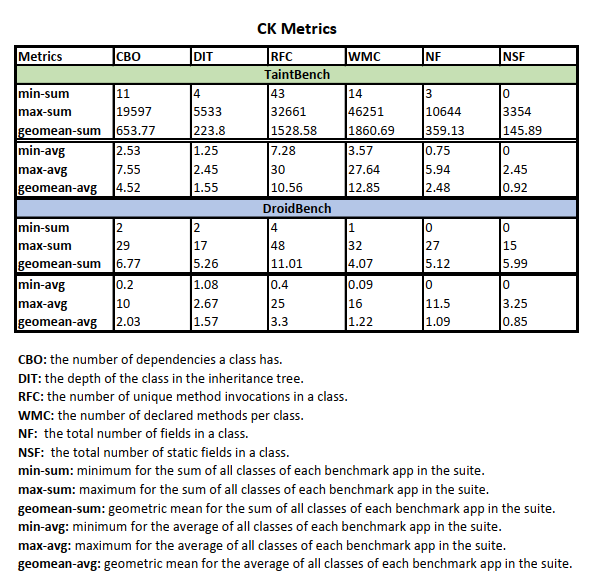 CK Metrics
Metrics CBO DIT RFC WMC NF NSF
TaintBench
min-sum 11 4 43 14 3 0
max-sum 19597 5533 32661 46251 10644 3354
geomean-sum 653.77 223.8 1528.58 1860.69 359.13 145.89
min-avg 2.53 1.25 7.28 3.57 0.75 0
max-avg 7.55 2.45 30 27.64 5.94 2.45
geomean-avg 4.52 1.55 10.56 12.85 2.48 0.92
DroidBench
min-sum 2 2 4 1 0 0
max-sum 29 17 48 32 27 15
geomean-sum 6.77 5.26 11.01 4.07 5.12 5.99
min-avg 0.2 1.08 0.4 0.09 0 0
max-avg 10 2.67 25 16 11.5 3.25
geomean-avg 2.03 1.57 3.3 1.22 1.09 0.85
CBO: the number of dependencies a class has.
DIT: the depth of the class in the inheritance tree.
RFC: the number of unique method invocations in a class.
WMC: the number of declared methods per class.
NF: the total number of fields in a class.
NSF: the total number of static fields in a class.
min-sum: minimum for the sum of all classes of each benchmark app in the suite.
max-sum: maximum for the sum of all classes of each benchmark app in the suite.
geomean-sum: geometric mean for the sum of all classes of each benchmark app in the suite.
min-avg: minimum for the average of all classes of each benchmark app in the suite.
max-avg: maximum for the average of all classes of each benchmark app in the suite.
geomean-avg: geometric mean for the average of all classes of each benchmark app in the suite.